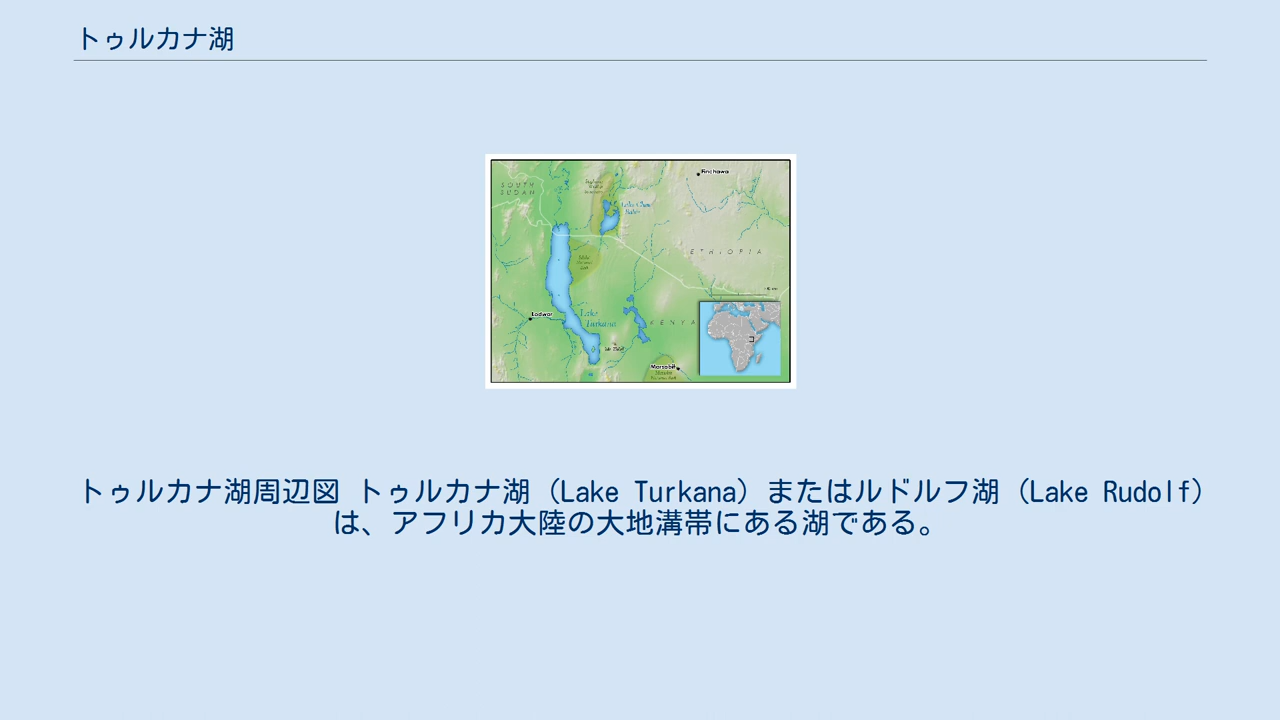 トゥルカナ湖
Finchawa
SOUTH
SUDAN
ETHIOPIA
Lodwar
Lake
Turkana
KENYA
Marsabit
トゥルカナ湖周辺図 トゥルカナ湖（Lake Turkana）またはルドルフ湖（Lake Rudolf）
は、アフリカ大陸の大地溝帯にある湖である。